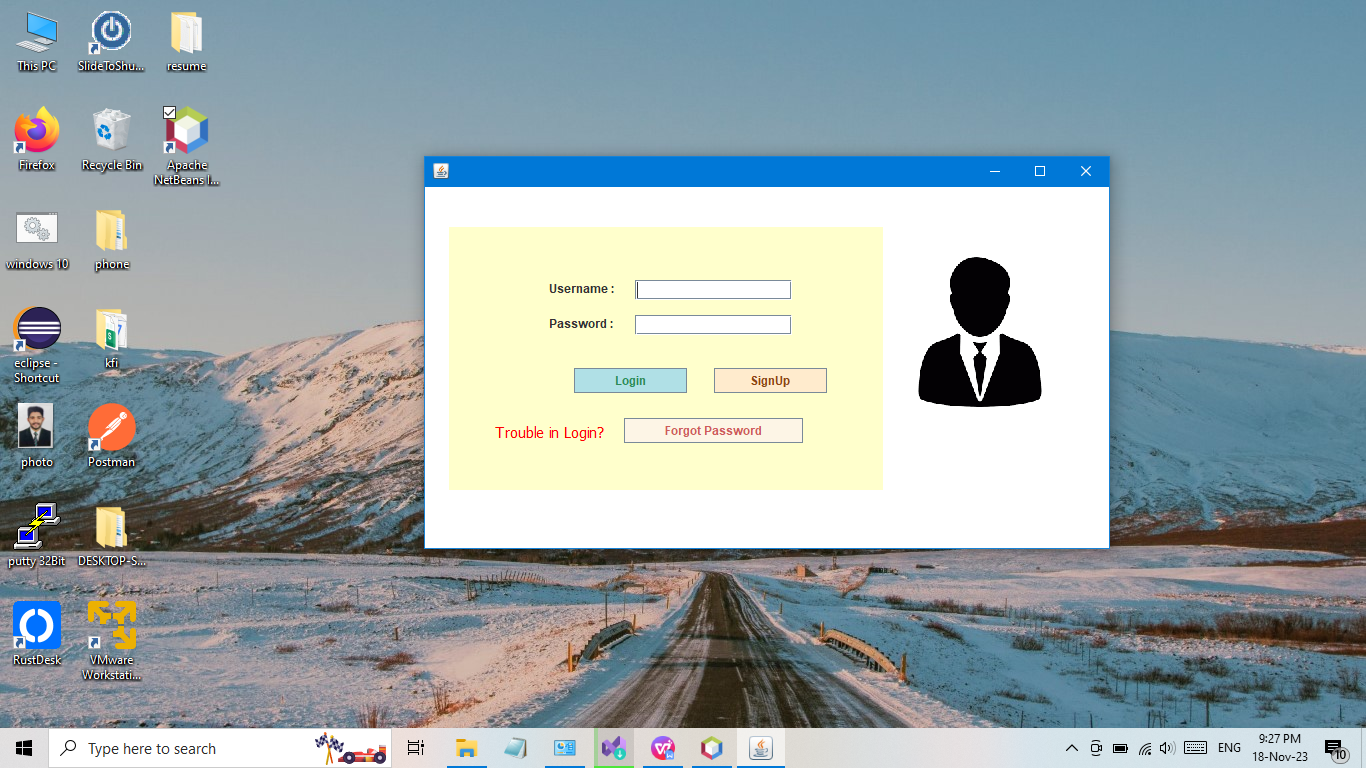 This PC
SlideToShu...
resume
Firefox
Recycle Bin
Apache
NetBeans I...
windows 10
phone
eclipse -
Shortcut
kfi
photo
Postman
putty 32Bit
DESKTOP-S...
RustDesk
VMware
Workstati...
Username :
Password :
Login
SignUp
Trouble in Login?
Forgot Password
Type here to search
ENG
9:27 PM
18-Nov-23
10